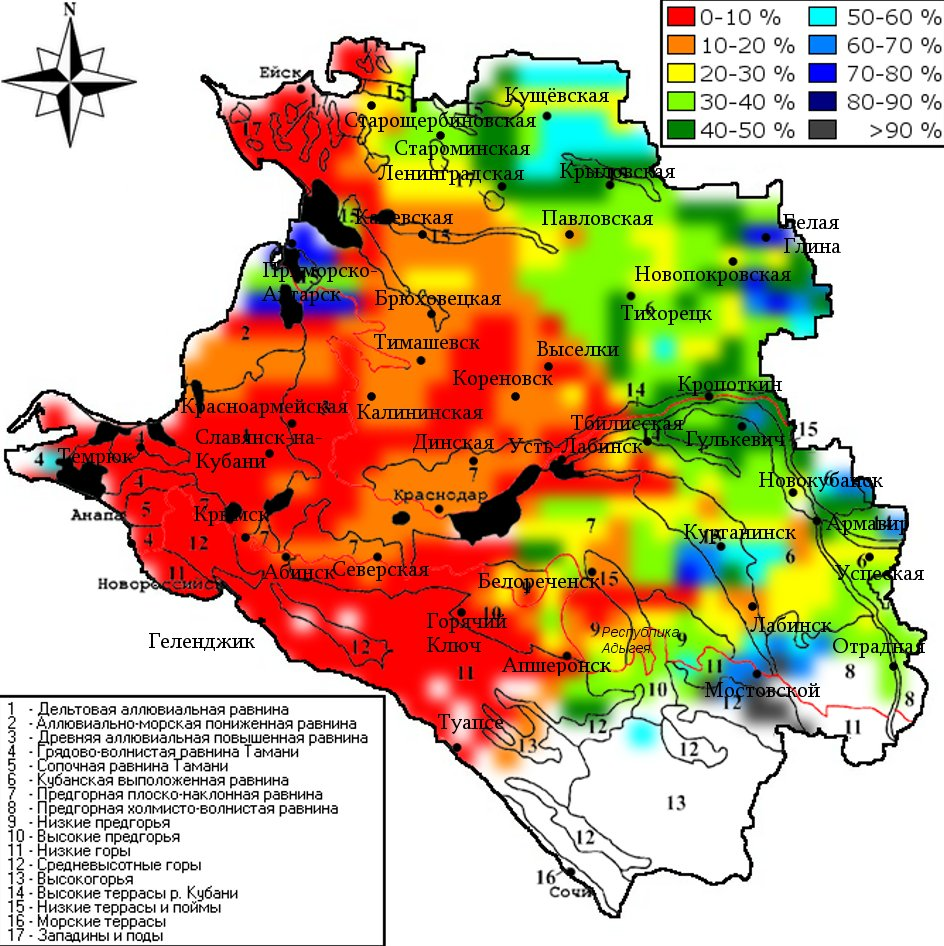 N
0-10 %
10-20 %
20-30 %
30-40 %
40-50 %
50-60 %
60-70 %
70-80 %
80-90 %
>90 %
Ейск
Кущёвская
Старощербиновская
Староминская
Ленинградская
Крыловская
Каневская
Павловская
Белая
Глина
Приморско-
Ахтарск
Новопокровская
Брюховецкая
Тихорецк
Тимашевск
Выселки
Кореновск
Кропоткин
Красноармейская
Калининская
Тбилисская
Гулькевич
Славянск-на-
Кубани
Динская
Усть-Лабинск
Темрюк
Новокубанск
Краснодар
Анапа
Крымск
Армавир
Курганинск
Абинск
Северская
Белореченск
Успеская
Новороссийск
Горячий
Ключ
Лабинск
Геленджик
Республика
Адыгея
Отрадная
Апшеронск
Мостовской
Туапсе
Сочи
1 - Дельтовая аллювиальная равнина
2 - Аллювиально-морская пониженная равнина
3 - Древняя аллювиальная повышенная равнина
4 - Грядово-волнистая равнина Тамани
5 - Сопочная равнина Тамани
6 - Кубанская выположенная равнина
7 - Предгорная плоско-наклонная равнина
8 - Предгорная холмисто-волнистая равнина
9 - Низкие предгорья
10 - Высокие предгорья
11 - Низкие горы
12 - Средневысотные горы
13 - Высокогорья
14 - Высокие террасы р. Кубани
15 - Низкие террасы и поймы
16 - Морские террасы
17 - Западины и поды